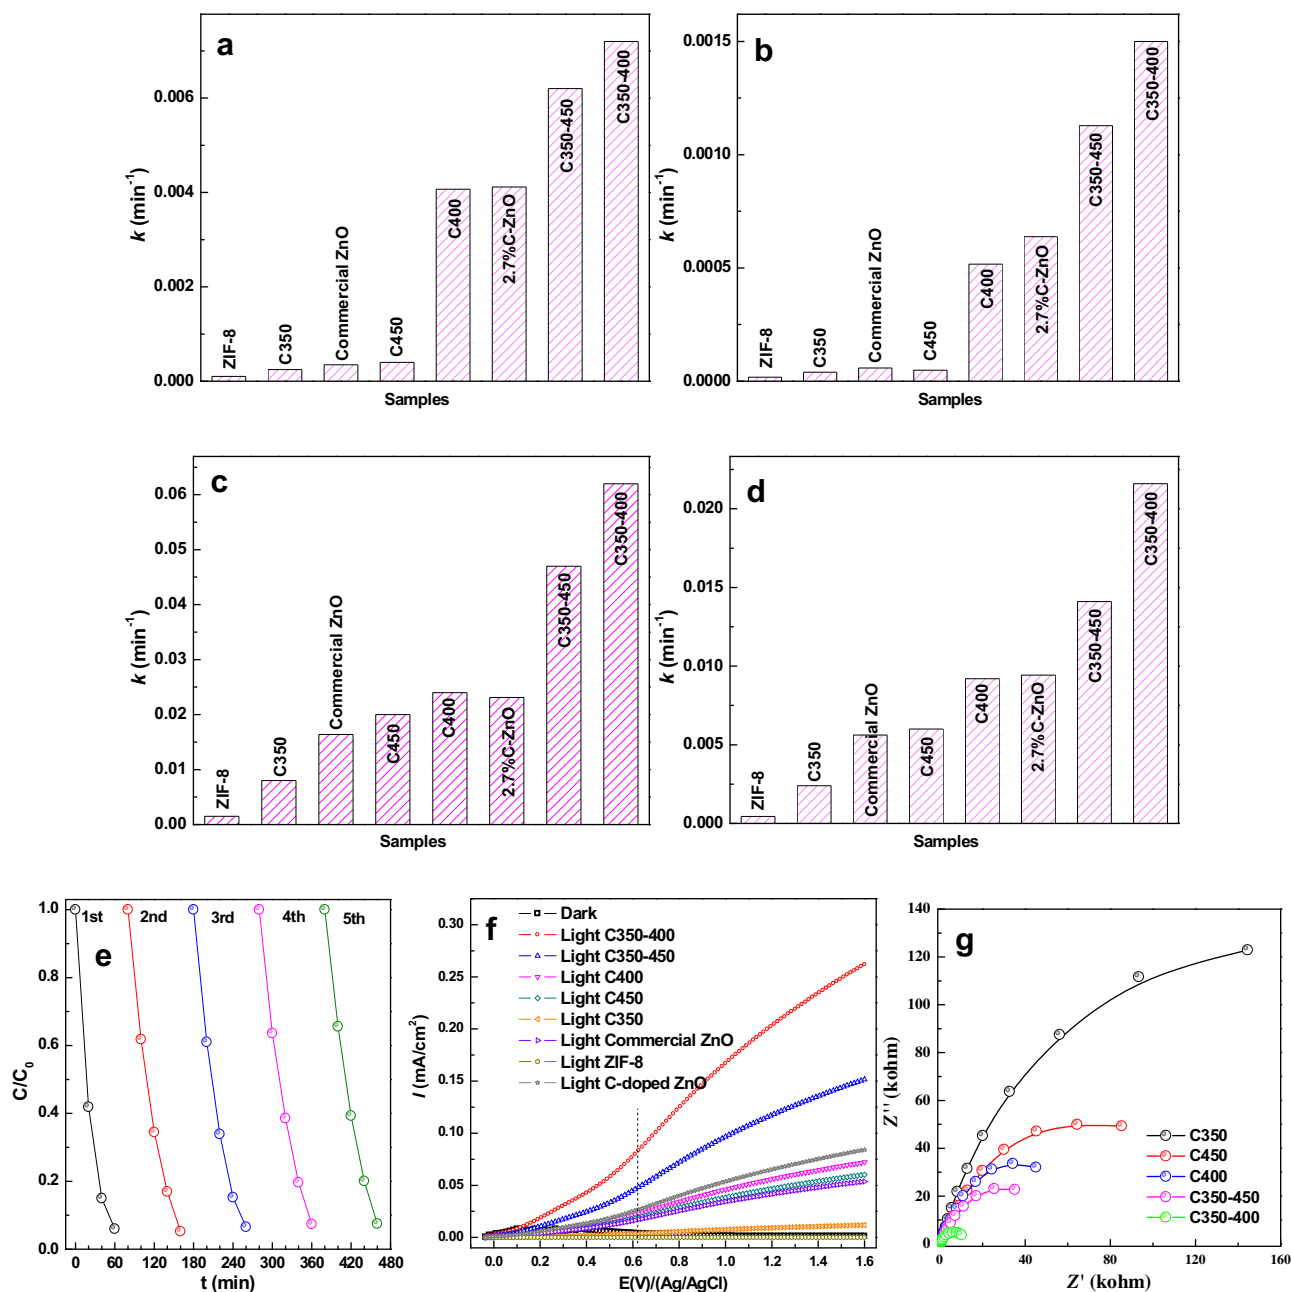 a
k (min-1)
0.006
0.004
0.002
0.000
ZIF-8
C350
Commercial ZnO
C450
C400
2.7%C-ZnO
C350-450
C350-400
Samples
b
k (min-1)
0.0015
0.0010
0.0005
0.0000
ZIF-8
C350
Commercial ZnO
C450
C400
2.7%C-ZnO
C350-450
C350-400
Samples
c
k (min-1)
0.06
0.05
0.04
0.03
0.02
0.01
0.00
ZIF-8
C350
Commercial ZnO
C450
C400
2.7%C-ZnO
C350-450
C350-400
Samples
d
k (min-1)
0.020
0.015
0.010
0.005
0.000
ZIF-8
C350
Commercial ZnO
C450
C400
2.7%C-ZnO
C350-450
C350-400
Samples
e
C/C0
1.0
0.8
0.6
0.4
0.2
0.0
1st 2nd 3rd 4th 5th
0 60 120 180 240 300 360 420 480
t (min)
f
I (mA/cm2)
0.30
0.25
0.20
0.15
0.10
0.05
0.00
Dark
Light C350-400
Light C350-450
Light C400
Light C450
Light C350
Light Commercial ZnO
Light ZIF-8
Light C-doped ZnO
0.0 0.2 0.4 0.6 0.8 1.0 1.2 1.4 1.6
E(V)/(Ag/AgCl)
g
Z'' (kohm)
140
120
100
80
60
40
20
0
C350
C450
C400
C350-450
C350-400
0 40 80 120 160
Z' (kohm)